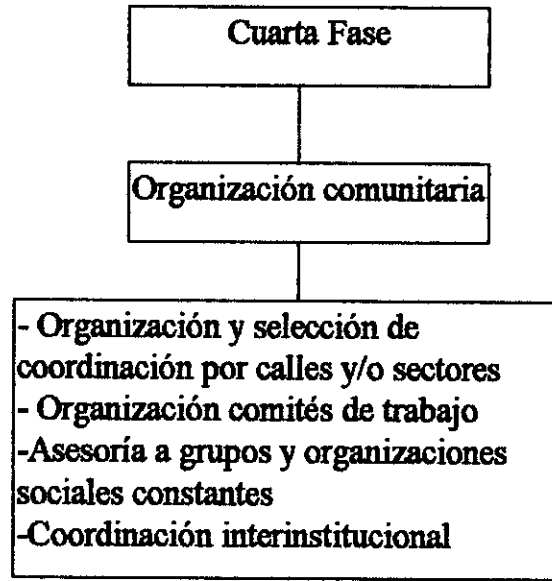 Cuarta Fase
Organización comunitaria
- Organización y selección de
coordinación por calles y/o sectores
- Organización comités de trabajo
-Asesoría a grupos y organizaciones
sociales constantes
-Coordinación interinstitucional